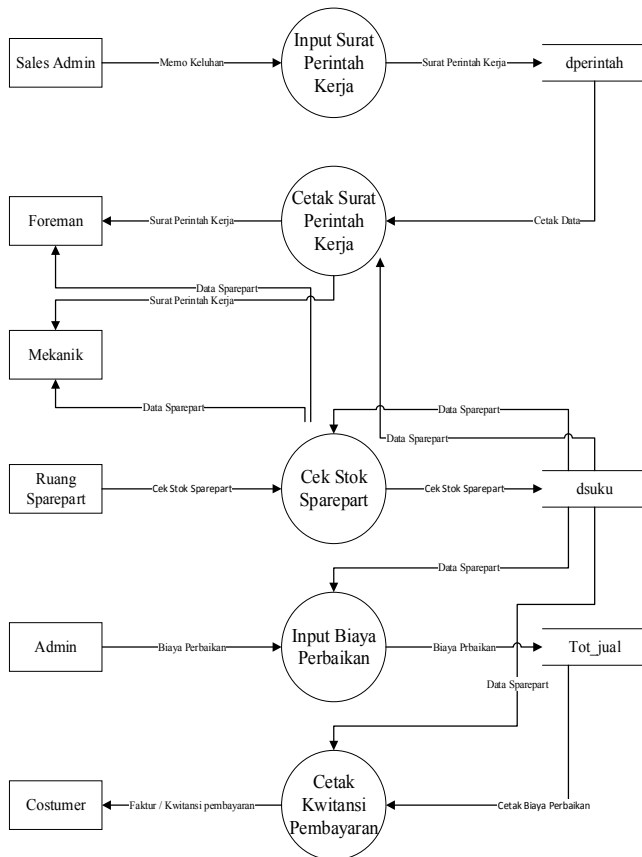 Sales Admin
Memo Keluhan
Input Surat
Perintah
Kerja
Surat Perintah Kerja
dperintah
Foreman
Surat Perintah Kerja
Cetak Surat
Perintah
Kerja
Cetak Data
Data Sparepart
Surat Perintah Kerja
Mekanik
Data Sparepart
Data Sparepart
Data Sparepart
Ruang
Sparepart
Cek Stok Sparepart
Cek Stok
Sparepart
Cek Stok Sparepart
dsuku
Data Sparepart
Admin
Biaya Perbaikan
Input Biaya
Perbaikan
Biaya Prbaikan
Tot_jual
Data Sparepart
Costumer
Faktur / Kwitansi pembayaran
Cetak
Kwitansi
Pembayaran
Cetak Biaya Perbaikan